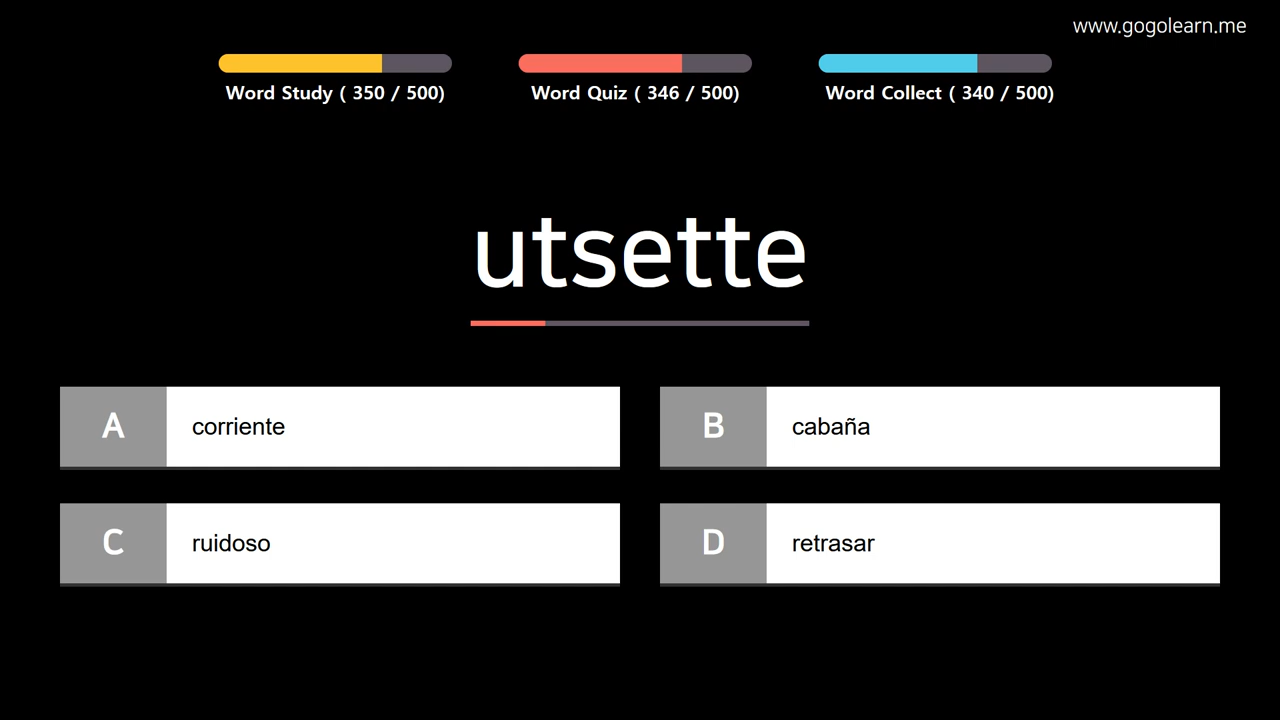 www.gogolearn.me
Word Study ( 350 / 500)
Word Quiz ( 346 / 500)
Word Collect ( 340 / 500)
utsette
A corriente
B cabaña
C ruidoso
D retrasar